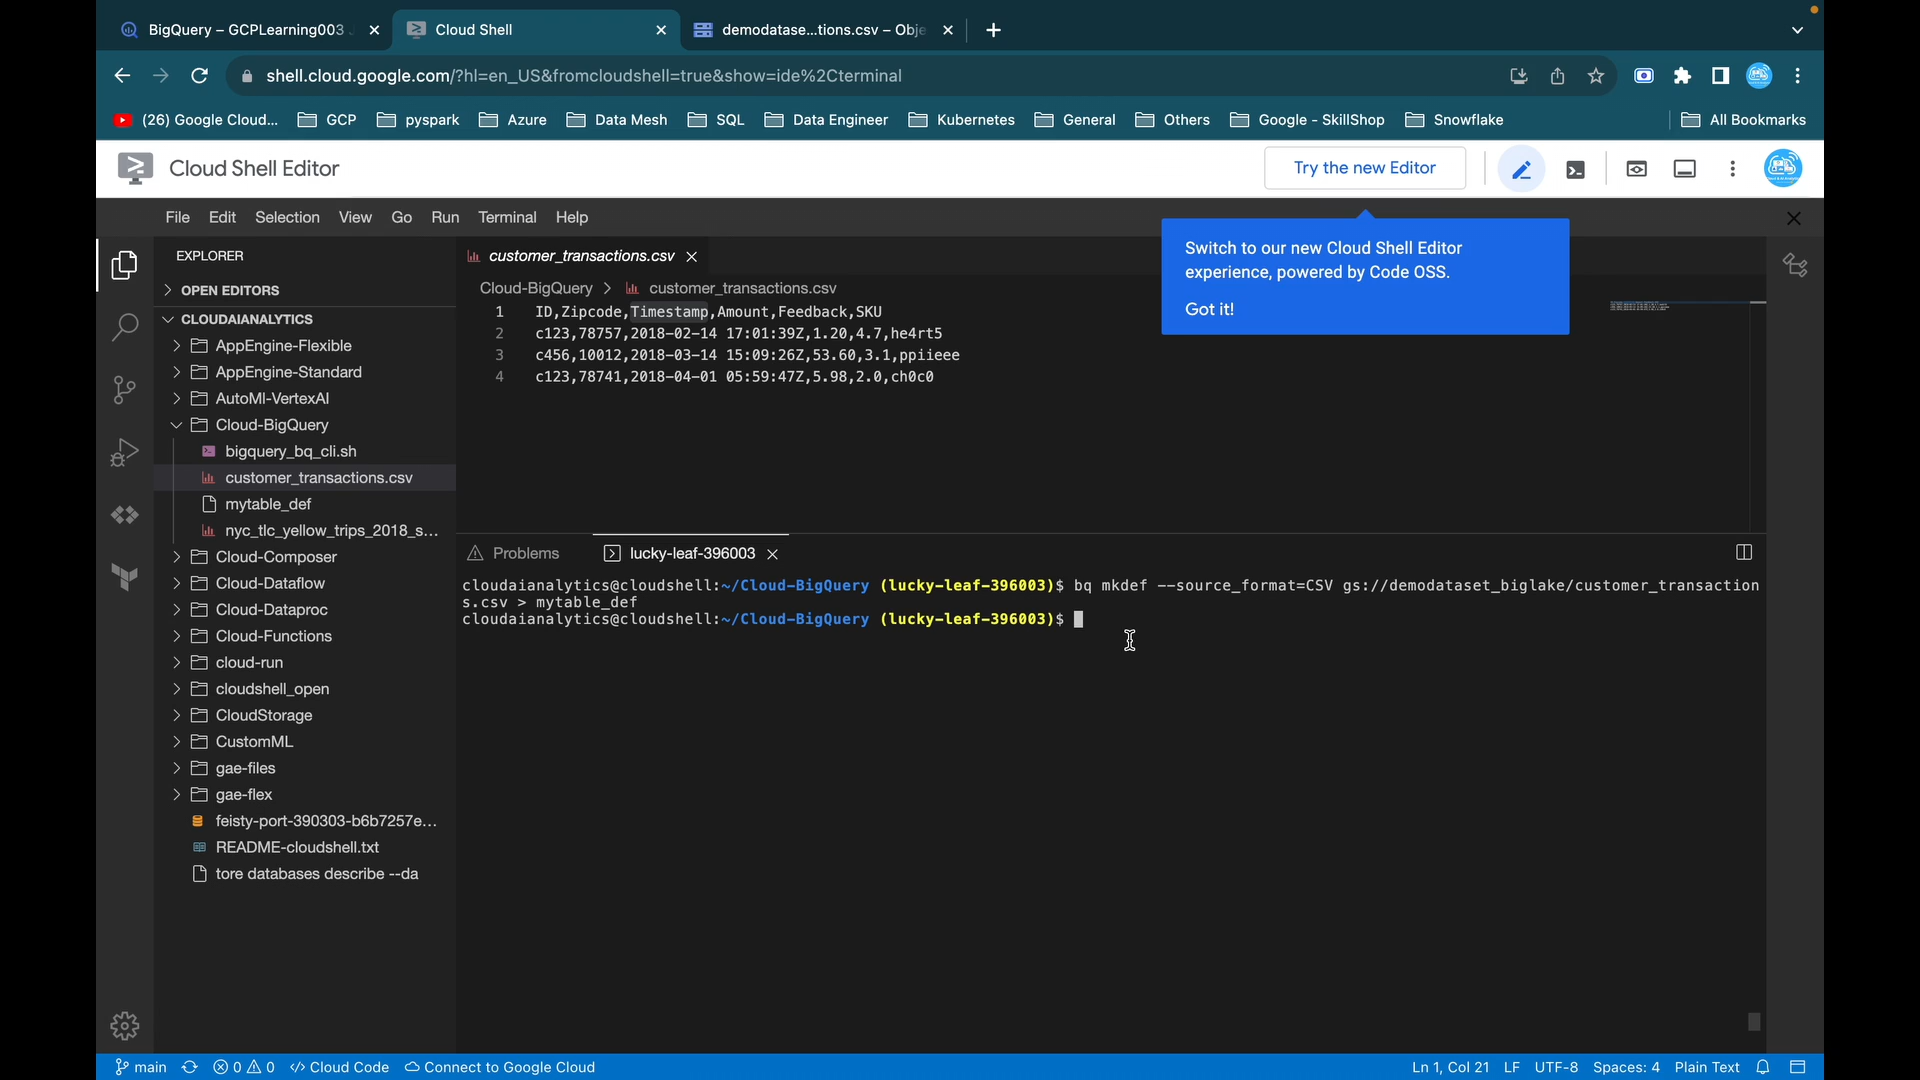 BigQuery – GCPLearning003
Cloud Shell
demodatase...tions.csv – Obje
shell.cloud.google.com/?hl=en_US&fromcloudshell=true&show=ide%2Cterminal
(26) Google Cloud...
GCP
pyspark
Azure
Data Mesh
SQL
Data Engineer
Kubernetes
General
Others
Google - SkillShop
Snowflake
All Bookmarks
Cloud Shell Editor
Try the new Editor
File Edit Selection View Go Run Terminal Help
Switch to our new Cloud Shell Editor
experience, powered by Code OSS.
Got it!
EXPLORER
OPEN EDITORS
CLOUDAIANALYTICS
AppEngine-Flexible
AppEngine-Standard
AutoMl-VertexAI
Cloud-BigQuery
bigquery_bq_cli.sh
customer_transactions.csv
mytable_def
nyc_tlc_yellow_trips_2018_s...
Cloud-Composer
Cloud-Dataflow
Cloud-Dataproc
Cloud-Functions
cloud-run
cloudshell_open
CloudStorage
CustomML
gae-files
gae-flex
feisty-port-390303-b6b7257e...
README-cloudshell.txt
tore databases describe --da
customer_transactions.csv
Cloud-BigQuery > customer_transactions.csv
1 ID,Zipcode,Timestamp,Amount,Feedback,SKU
2 c123,78757,2018-02-14 17:01:39Z,1.20,4.7,he4rt5
3 c456,10012,2018-03-14 15:09:26Z,53.60,3.1,ppiieee
4 c123,78741,2018-04-01 05:59:47Z,5.98,2.0,ch0c0
Problems
lucky-leaf-396003
cloudaianalytics@cloudshell:~/Cloud-BigQuery (lucky-leaf-396003)$ bq mkdef --source_format=CSV gs://demodataset_biglake/customer_transaction
s.csv > mytable_def
cloudaianalytics@cloudshell:~/Cloud-BigQuery (lucky-leaf-396003)$
main
0
0
Cloud Code
Connect to Google Cloud
Ln 1, Col 21
LF
UTF-8
Spaces: 4
Plain Text